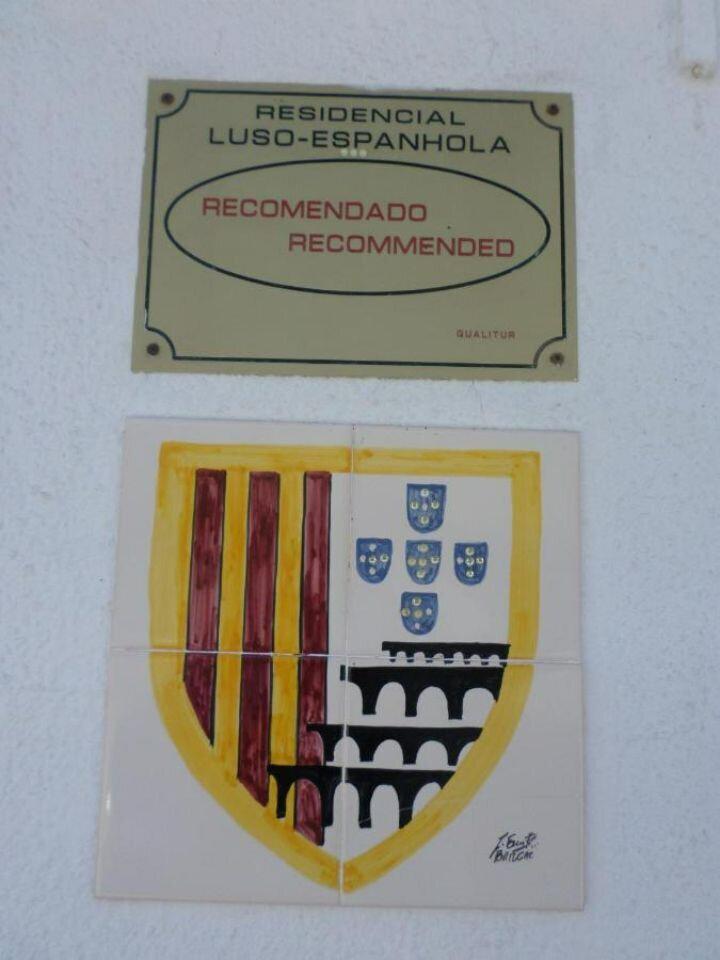 RESIDENCIAL
LUSO-ESPANHOLA
RECOMENDADO
RECOMMENDED
QUALITUR